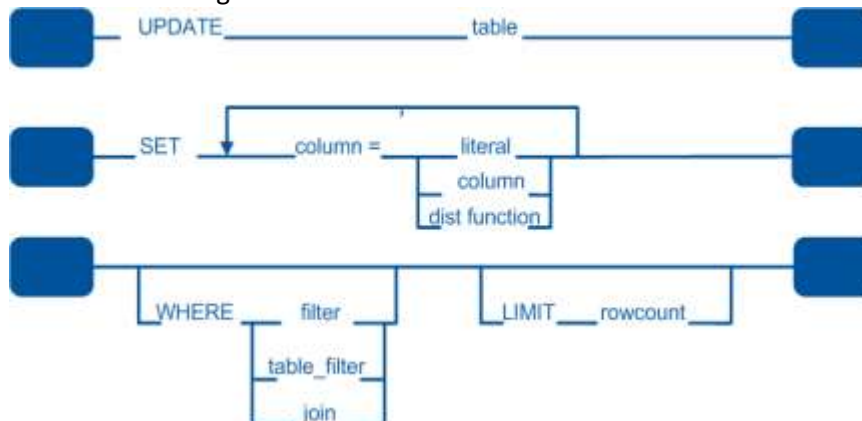 UPDATE table
,
SET column = literal
column
dist function
WHERE filter LIMIT rowcount
table_filter
join